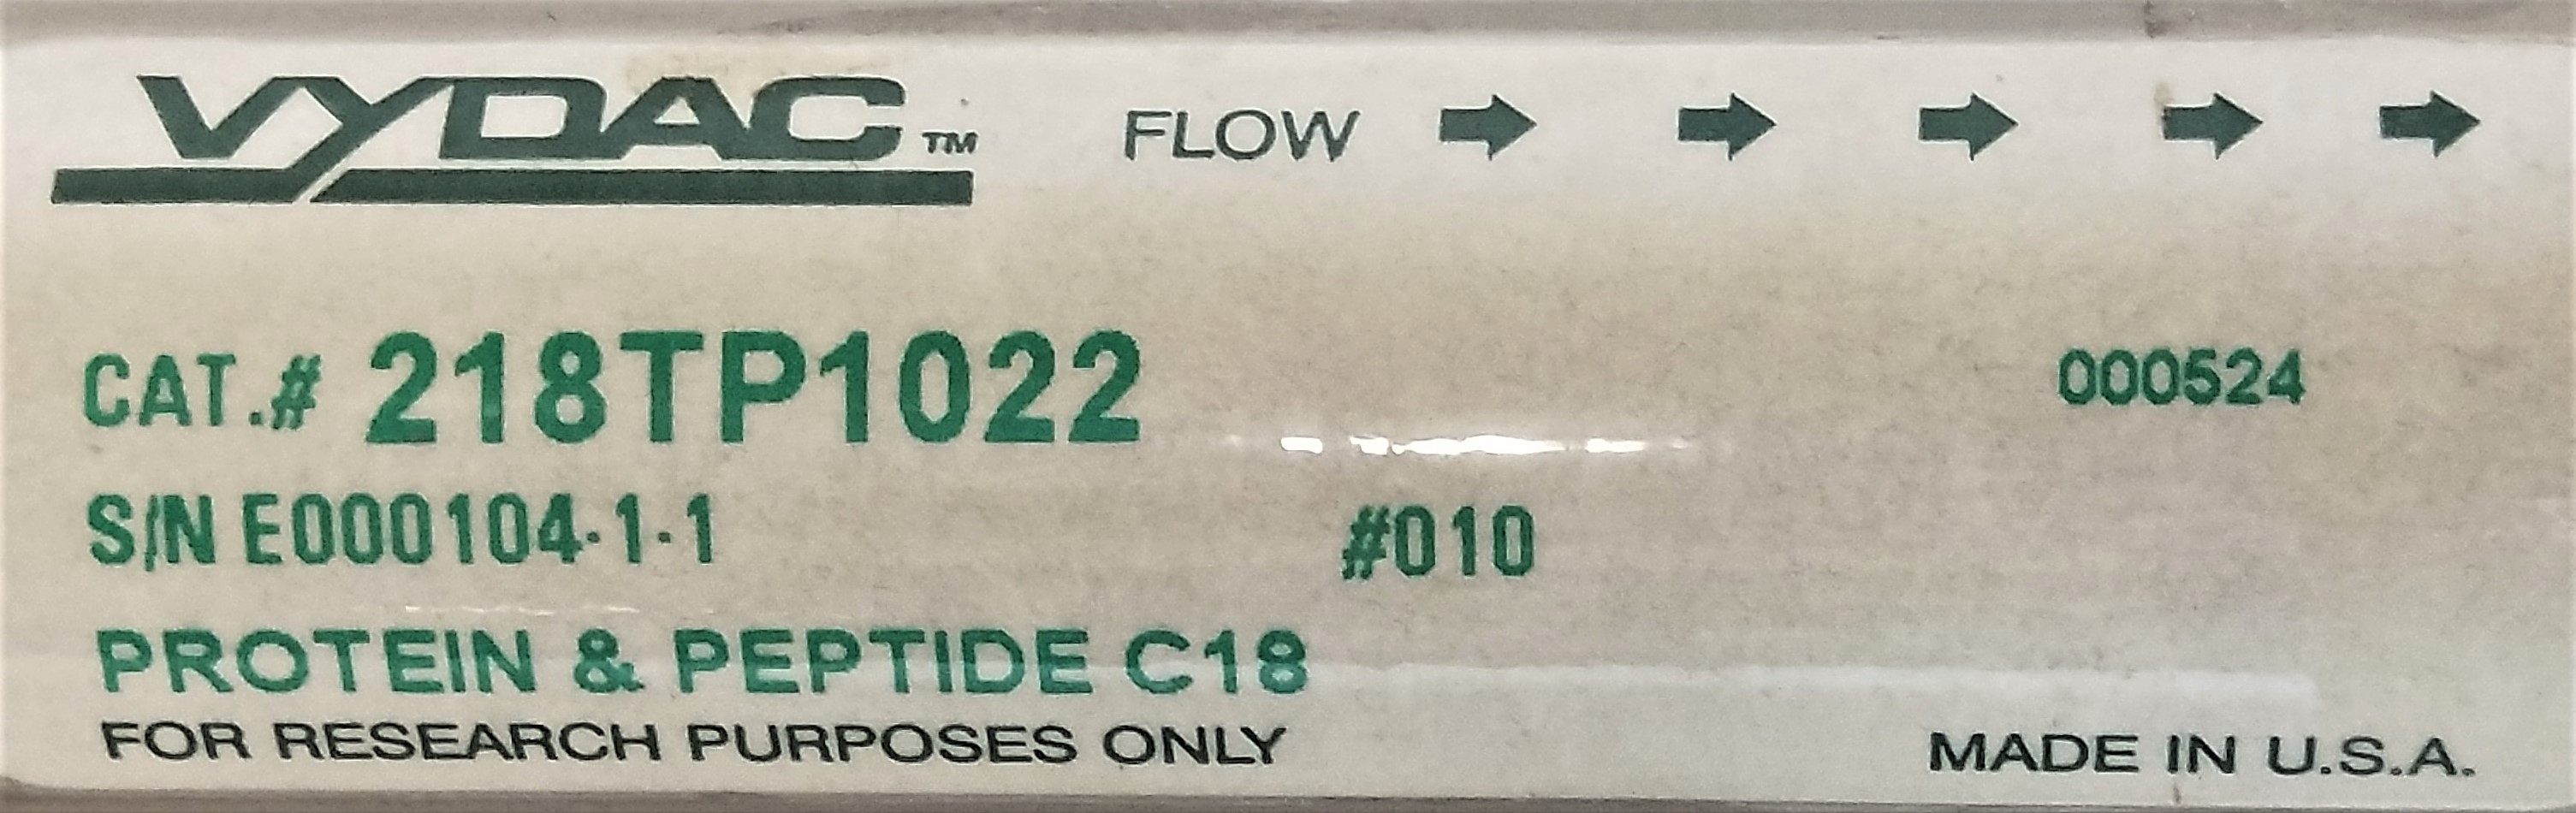 VYDAC™ FLOW
CAT.# 218TP1022 000524
S/N E000104-1-1 #010
PROTEIN & PEPTIDE C18
FOR RESEARCH PURPOSES ONLY MADE IN U.S.A.